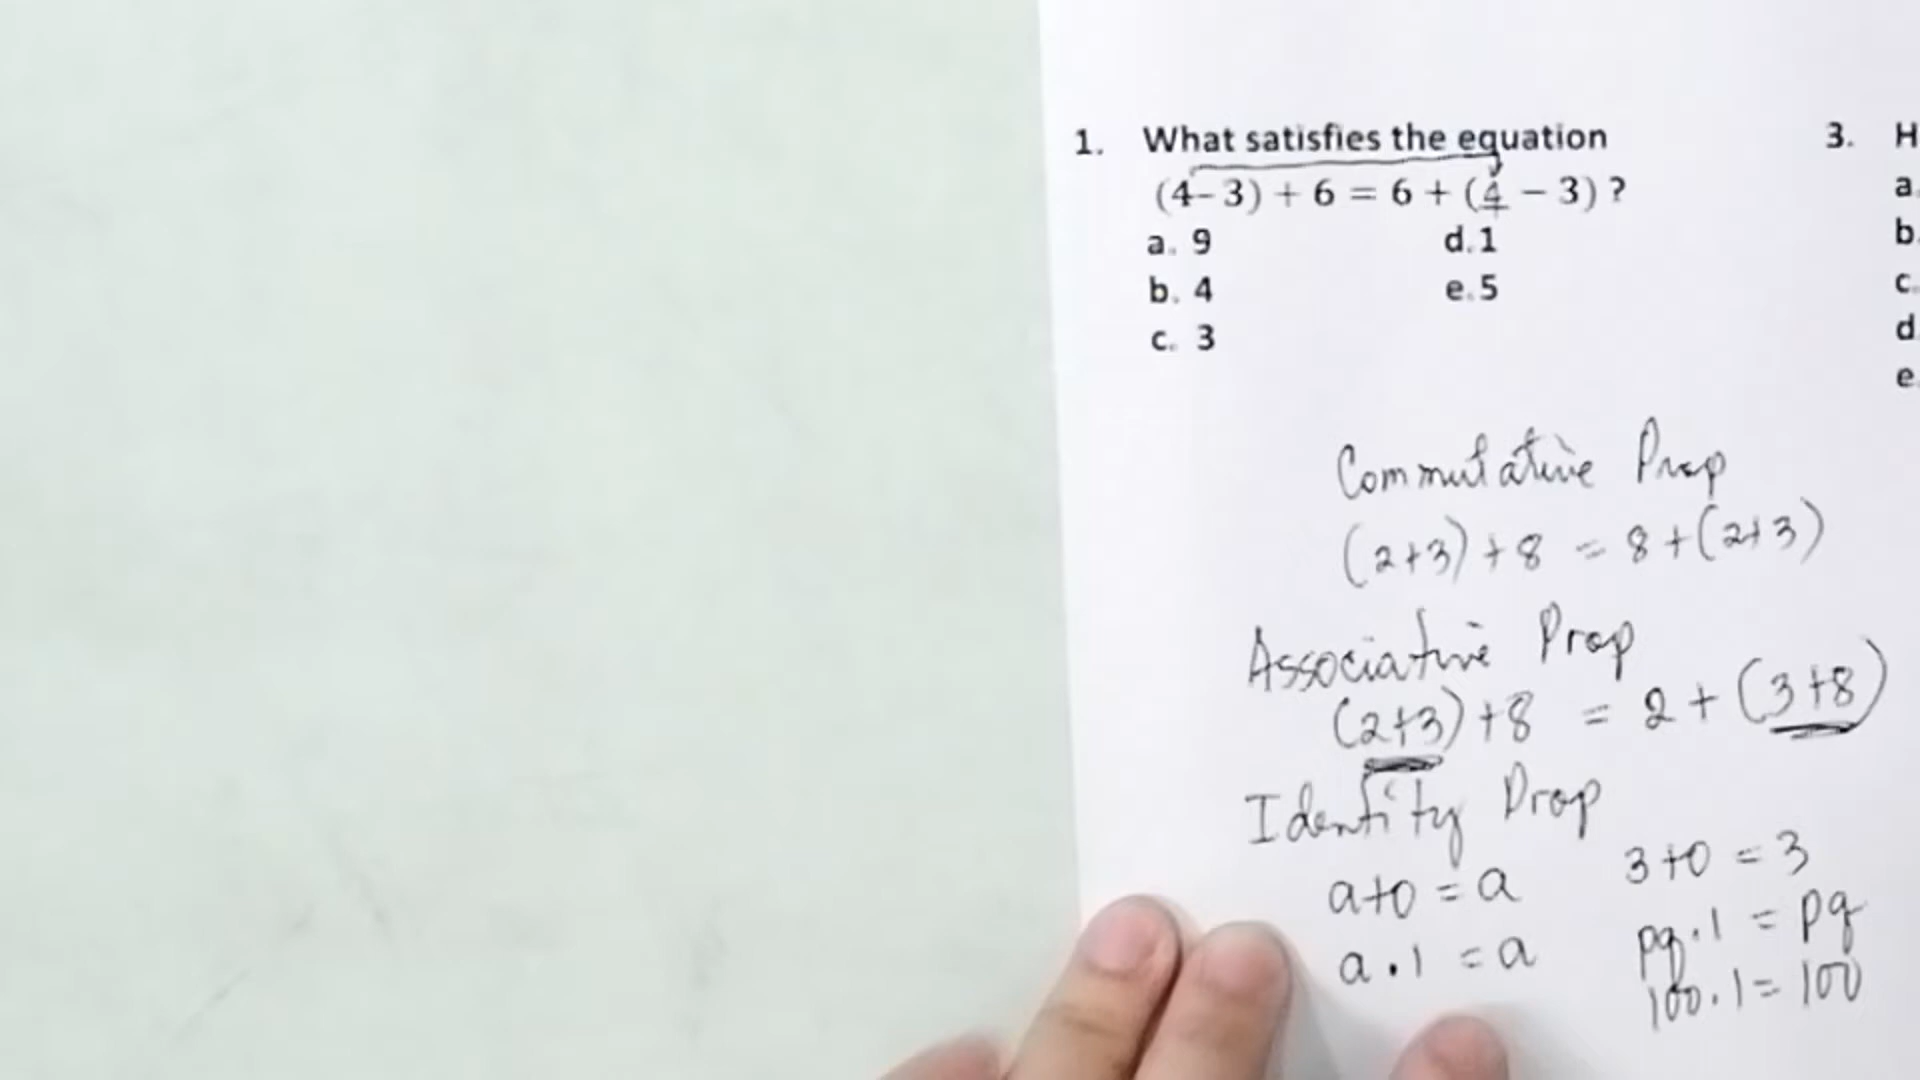 1. What satisfies the equation
(4-3) + 6 = 6 + (4 - 3) ?
a. 9
b. 4
c. 3
d. 1
e. 5
3. H
a.
b.
c.
d.
e.
Commutative Prop
(2+3) + 8 = 8 + (2+3)
Associative Prop
(2+3) + 8 = 2 + (3+8)
Identity Prop
a+0 = a
a . 1 = a
3+0 = 3
pq . 1 = pq
100 . 1 = 100